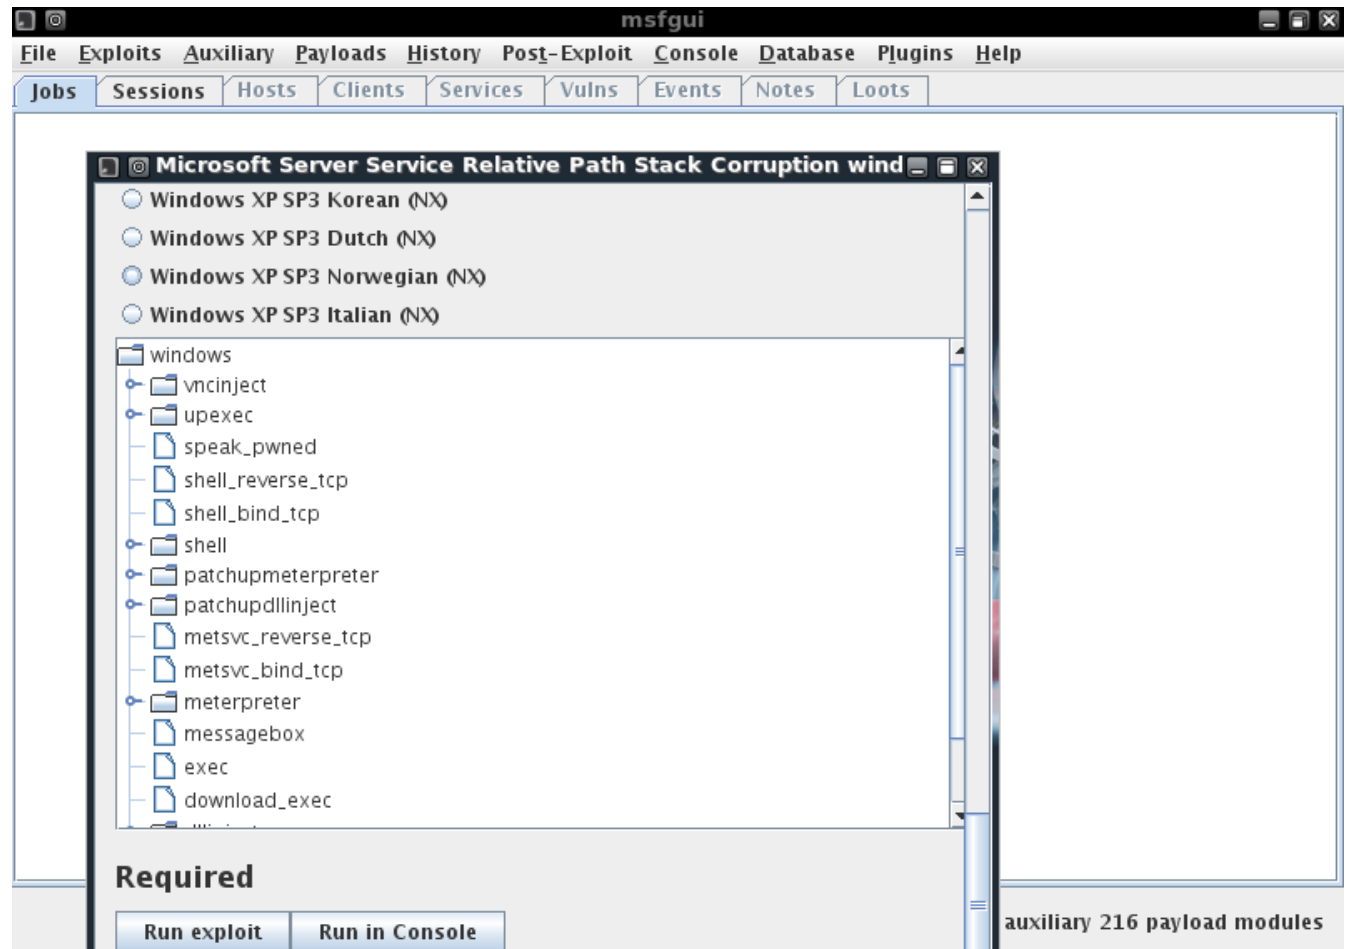 msfgui
File Exploits Auxiliary Payloads History Post-Exploit Console Database Plugins Help
Jobs Sessions Hosts Clients Services Vulns Events Notes Loots
Microsoft Server Service Relative Path Stack Corruption wind
Windows XP SP3 Korean (NX)
Windows XP SP3 Dutch (NX)
Windows XP SP3 Norwegian (NX)
Windows XP SP3 Italian (NX)
windows
vncinject
upexec
speak_pwned
shell_reverse_tcp
shell_bind_tcp
shell
patchupmeterpreter
patchupdllinject
metsvc_reverse_tcp
metsvc_bind_tcp
meterpreter
messagebox
exec
download_exec
Required
Run exploit Run in Console
auxiliary 216 payload modules